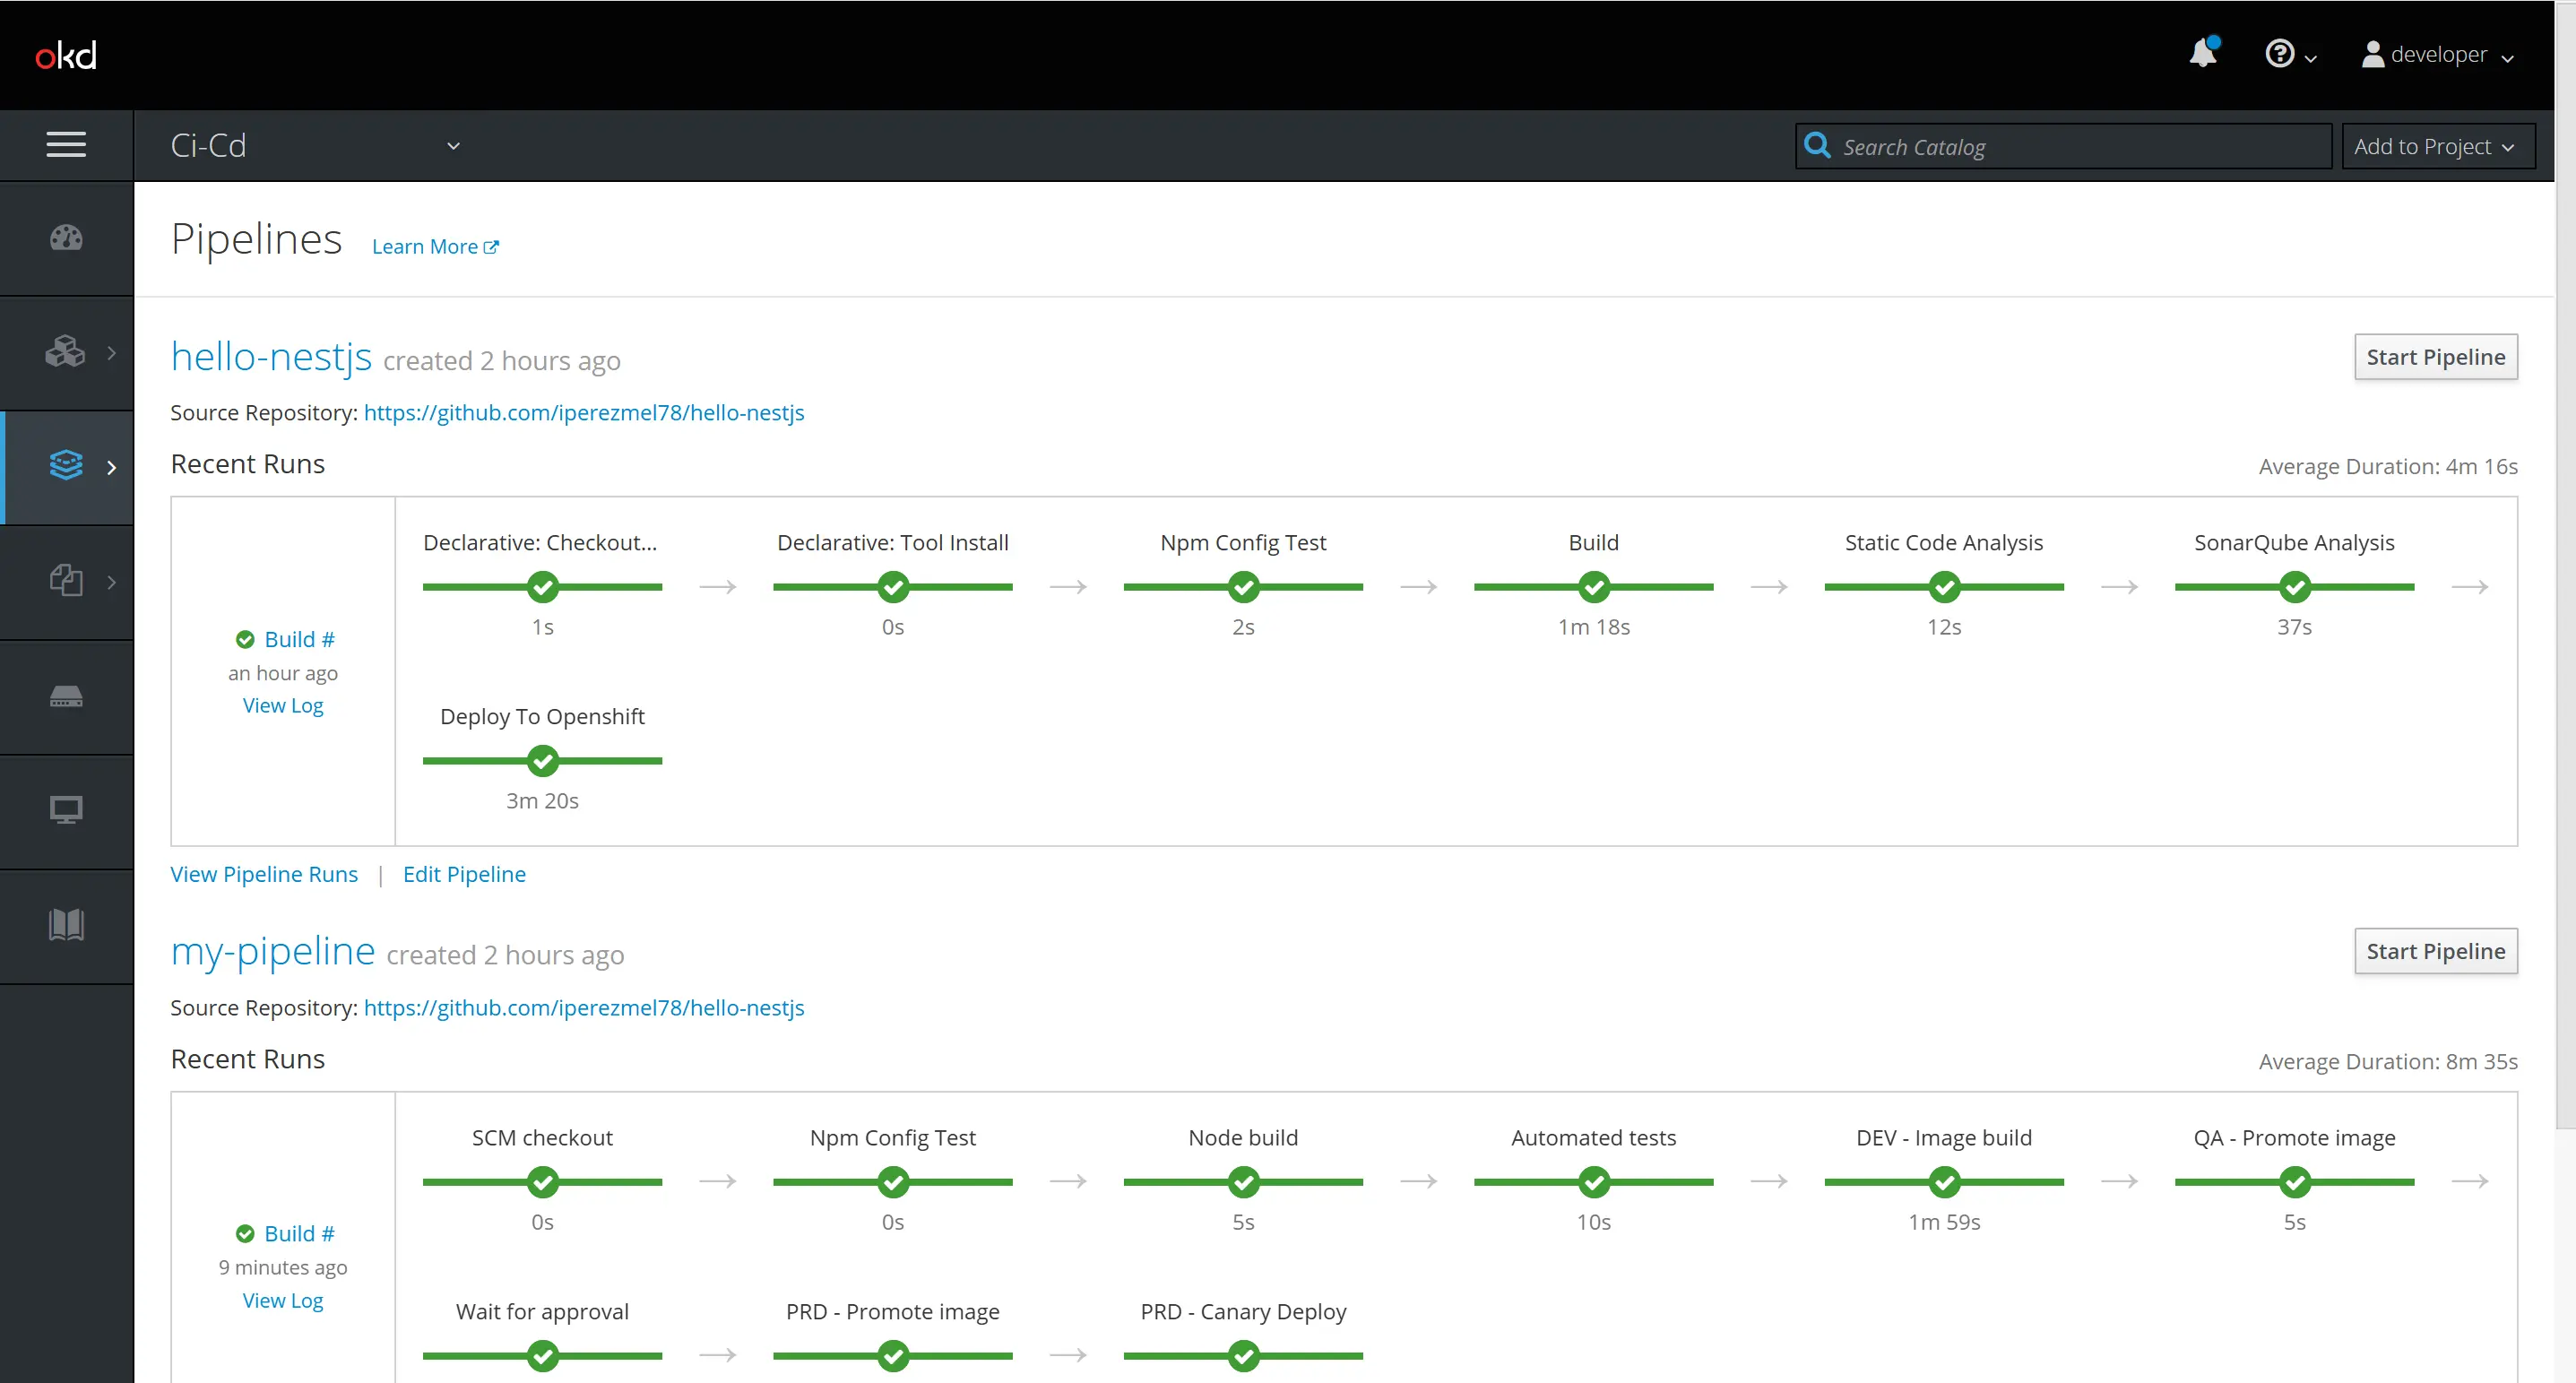 okd
developer
Ci-Cd
Search Catalog
Add to Project
Pipelines Learn More
hello-nestjs created 2 hours ago
Start Pipeline
Source Repository: https://github.com/iperezmel78/hello-nestjs
Recent Runs
Average Duration: 4m 16s
Build #
an hour ago
View Log
Declarative: Checkout...
1s
Declarative: Tool Install
0s
Npm Config Test
2s
Build
1m 18s
Static Code Analysis
12s
SonarQube Analysis
37s
Deploy To Openshift
3m 20s
View Pipeline Runs | Edit Pipeline
my-pipeline created 2 hours ago
Start Pipeline
Source Repository: https://github.com/iperezmel78/hello-nestjs
Recent Runs
Average Duration: 8m 35s
Build #
9 minutes ago
View Log
SCM checkout
0s
Npm Config Test
0s
Node build
5s
Automated tests
10s
DEV - Image build
1m 59s
QA - Promote image
5s
Wait for approval
PRD - Promote image
PRD - Canary Deploy